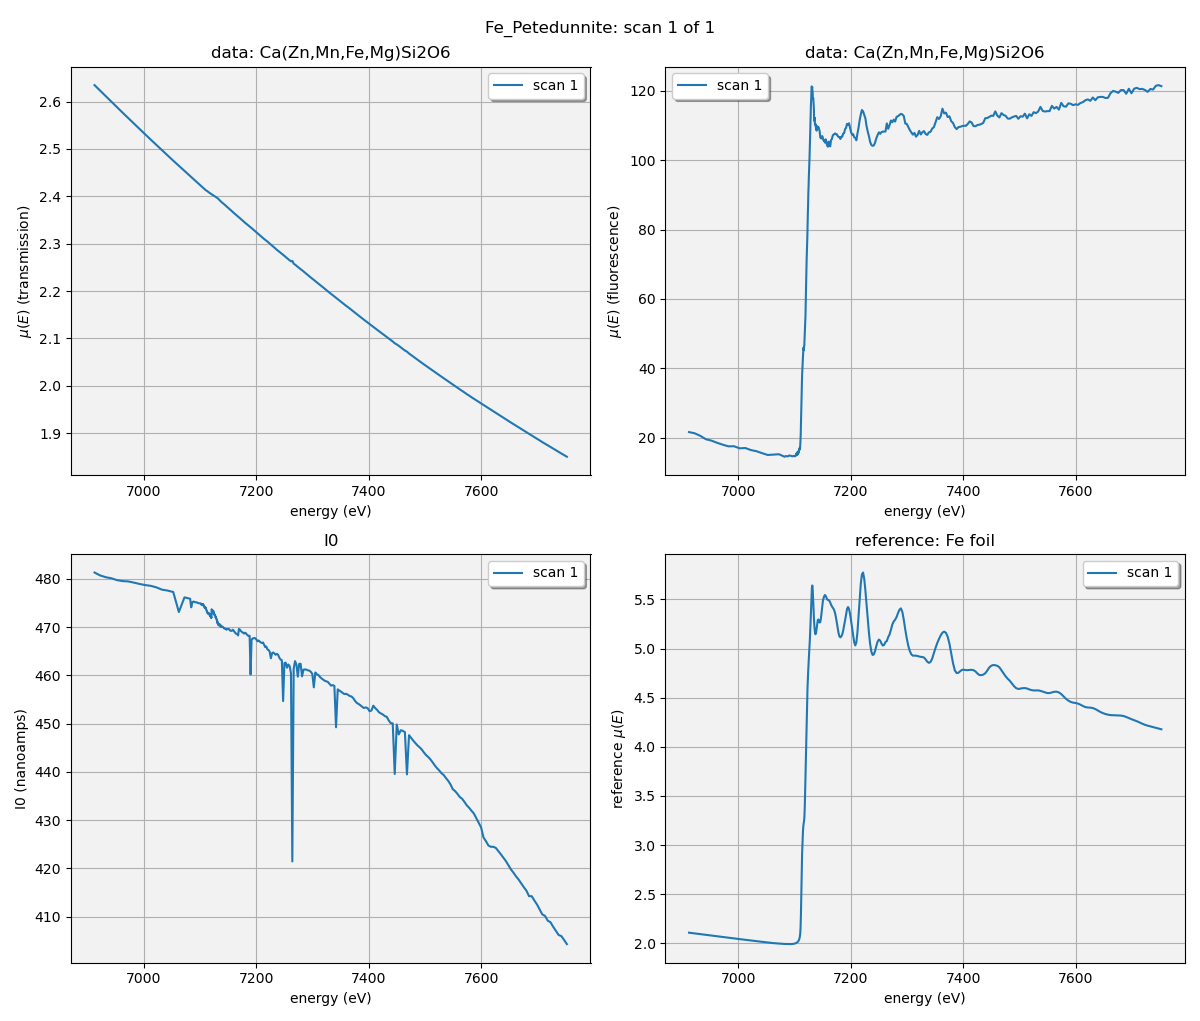 Fe_Petedunnite: scan 1 of 1
data: Ca(Zn,Mn,Fe,Mg)Si2O6
scan 1
2.6
2.5
2.4
2.3
2.2
2.1
2.0
1.9
μ(E) (transmission)
7000 7200 7400 7600
energy (eV)
data: Ca(Zn,Mn,Fe,Mg)Si2O6
scan 1
120
100
80
60
40
20
μ(E) (fluorescence)
7000 7200 7400 7600
energy (eV)
I0
scan 1
480
470
460
450
440
430
420
410
I0 (nanoamps)
7000 7200 7400 7600
energy (eV)
reference: Fe foil
scan 1
5.5
5.0
4.5
4.0
3.5
3.0
2.5
2.0
reference μ(E)
7000 7200 7400 7600
energy (eV)